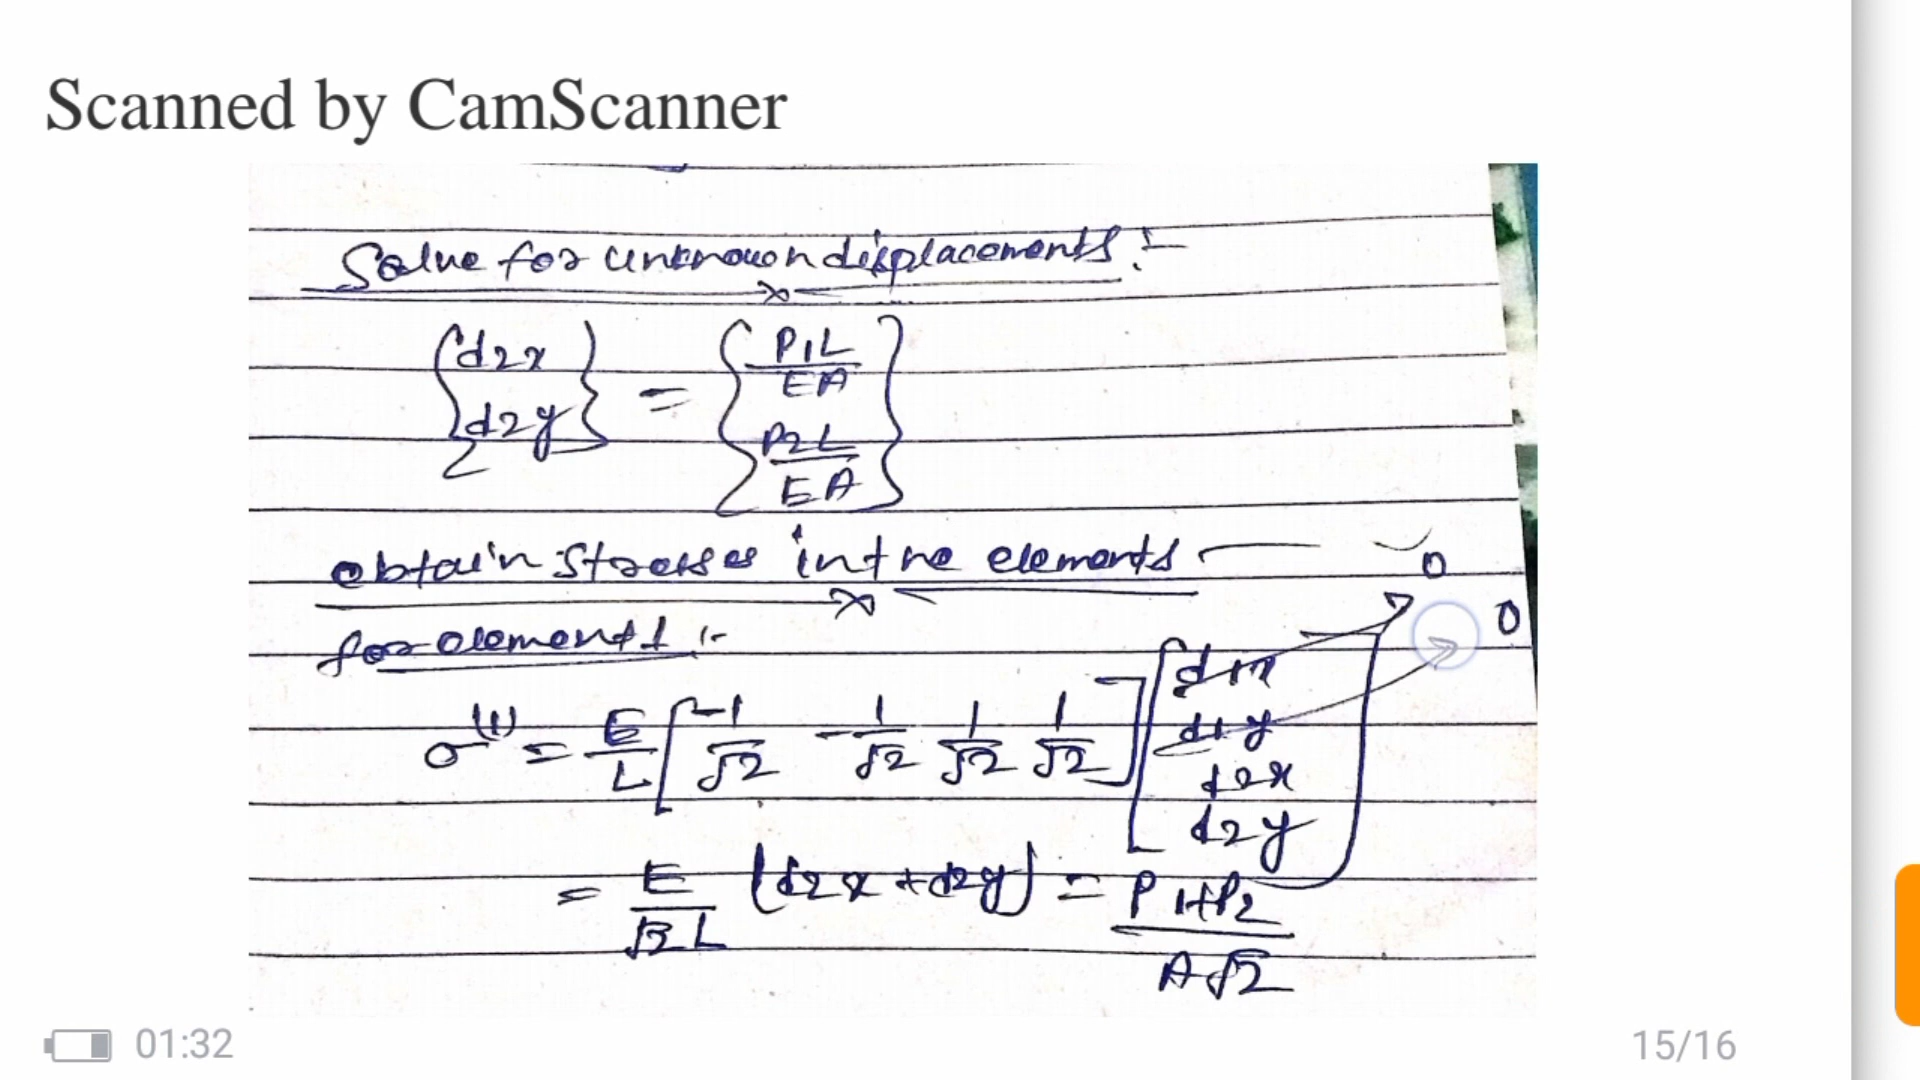 Scanned by CamScanner
Solve for unknown displacements :-
{d2x d2y} = {P1L/EA P2L/EA}
obtain stresses in the elements
for element 1 :-
σ(1) = E/L [-1/√2 -1/√2 1/√2 1/√2] [d1x d1y d2x d2y] 0 0
= E/√2L (d2x + d2y) = P1+P2/A√2
01:32
15/16